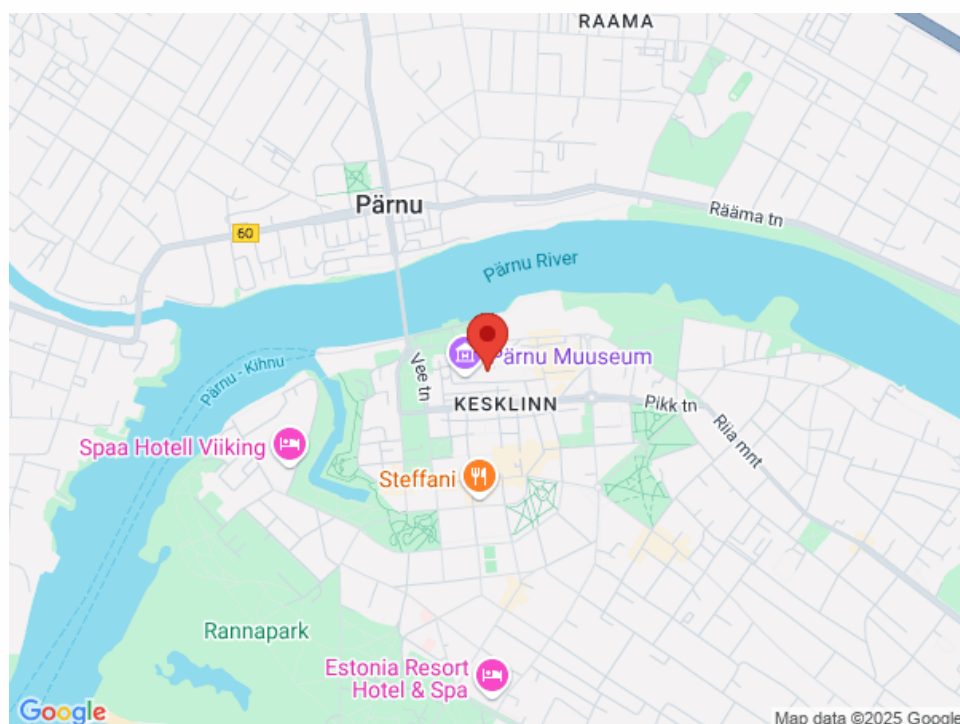 RAAMA
Pärnu
Rääma tn
60
Pärnu River
Pärnu - Kihnu
Vee tn
Pärnu Muuseum
KESKLINN
Pikk tn
Riia mnt
Spaa Hotell Viiking
Steffani
Rannapark
Estonia Resort
Hotel & Spa
Google
Map data ©2025 Google